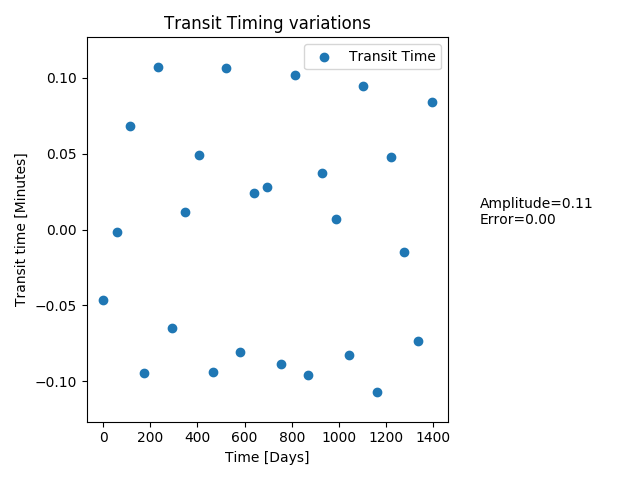 Transit Timing variations
Transit Time
0.10
0.05
0.00
−0.05
−0.10
Transit time [Minutes]
Amplitude=0.11
Error=0.00
0 200 400 600 800 1000 1200 1400
Time [Days]